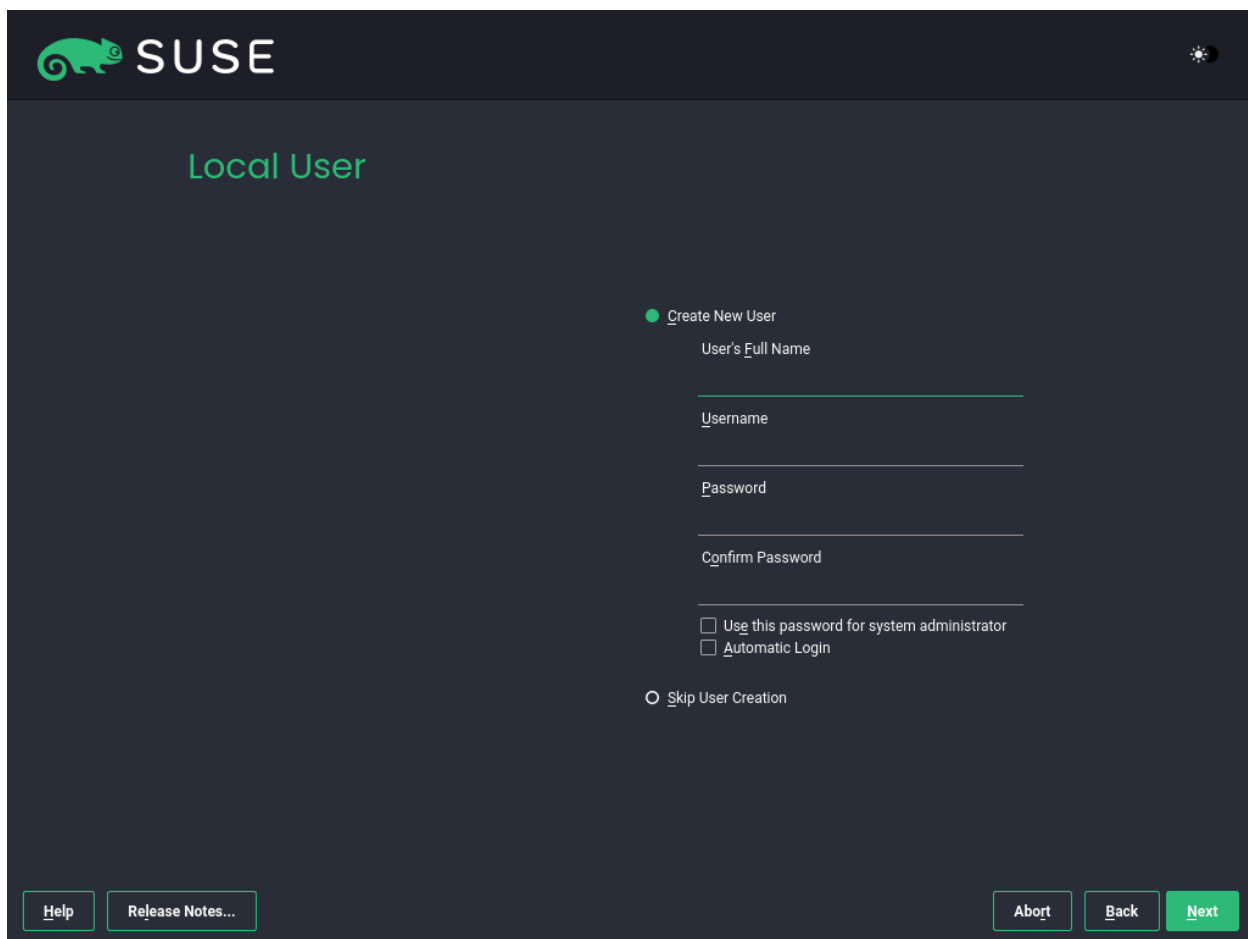 SUSE
Local User
Create New User
User's Full Name
Username
Password
Confirm Password
Use this password for system administrator
Automatic Login
Skip User Creation
Help Release Notes... Abort Back Next